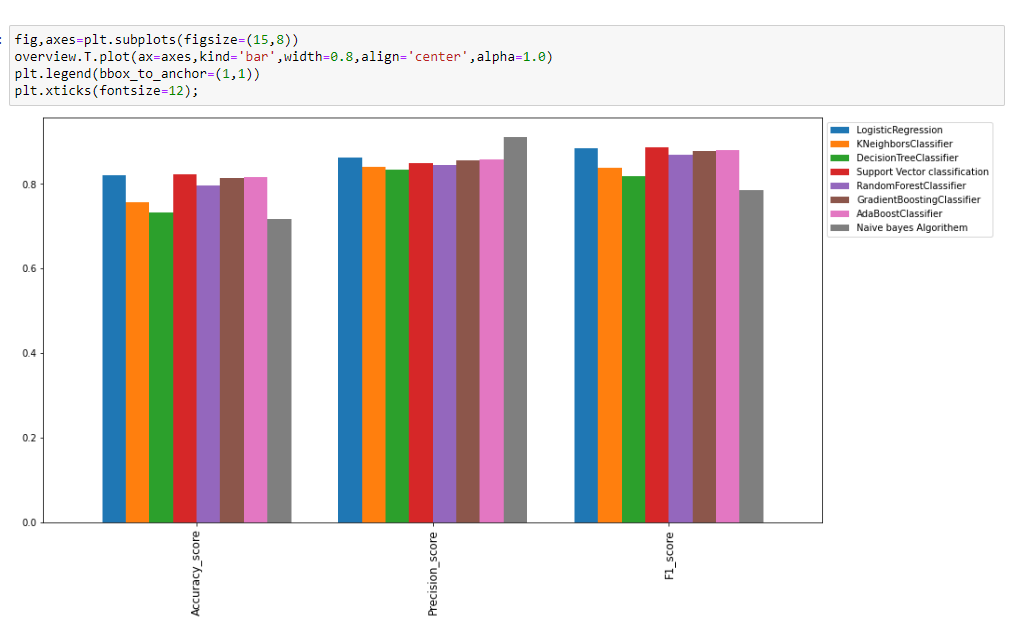 :
fig,axes=plt.subplots(figsize=(15,8))
overview.T.plot(ax=axes,kind='bar',width=0.8,align='center',alpha=1.0)
plt.legend(bbox_to_anchor=(1,1))
plt.xticks(fontsize=12);
LogisticRegression
KNeighborsClassifier
DecisionTreeClassifier
Support Vector classification
RandomForestClassifier
GradientBoostingClassifier
AdaBoostClassifier
Naive bayes Algorithem
0.8
0.6
0.4
0.2
0.0
Accuracy_score
Precision_score
F1_score